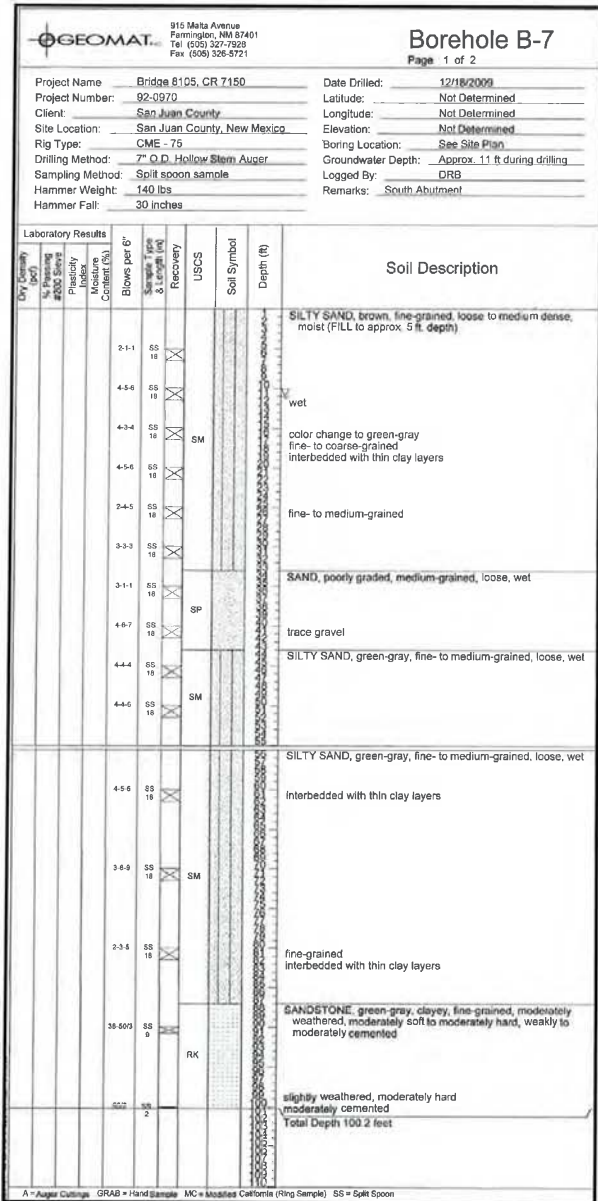 GEOMAT INC.
915 Malta Avenue
Farmington, NM 87401
Tel (505) 327-7928
Fax (505) 326-5721
Borehole B-7
Page 1 of 2
Project Name Bridge 8105, CR 7150
Project Number: 92-0970
Client: San Juan County
Site Location: San Juan County, New Mexico
Rig Type: CME - 75
Drilling Method: 7" O.D. Hollow Stem Auger
Sampling Method: Split spoon sample
Hammer Weight: 140 lbs
Hammer Fall: 30 inches
Date Drilled: 12/18/2009
Latitude: Not Determined
Longitude: Not Determined
Elevation: Not Determined
Boring Location: See Site Plan
Groundwater Depth: Approx. 11 ft during drilling
Logged By: DRB
Remarks: South Abutment
Laboratory Results
Dry Density (pcf)
% Passing #200 Sieve
Plasticity Index
Moisture Content (%)
Blows per 6"
Sample Type & Length (in)
Recovery
USCS
Soil Symbol
Depth (ft)
Soil Description
SILTY SAND, brown, fine-grained, loose to medium dense,
moist (FILL to approx. 5 ft. depth)
2-1-1 SS 18
4-5-6 SS 18
wet
4-3-4 SS 18
SM
color change to green-gray
fine- to coarse-grained
interbedded with thin clay layers
4-5-6 SS 18
2-4-5 SS 18
fine- to medium-grained
3-3-3 SS 18
SAND, poorly graded, medium-grained, loose, wet
3-1-1 SS 18
SP
4-6-7 SS 18
trace gravel
SILTY SAND, green-gray, fine- to medium-grained, loose, wet
4-4-4 SS 18
SM
SS 18
SILTY SAND, green-gray, fine- to medium-grained, loose, wet
4-5-6 SS 18
interbedded with thin clay layers
3-6-9 SS 18
SM
2-3-5 SS 18
fine-grained
interbedded with thin clay layers
SANDSTONE, green-gray, clayey, fine-grained, moderately
weathered, moderately soft to moderately hard, weakly to
moderately cemented
SS 9
RK
slightly weathered, moderately hard
moderately cemented
SS 2
Total Depth 100.2 feet
A = Auger Cuttings GRAB = Hand Sample MC = Modified California (Ring Sample) SS = Split Spoon